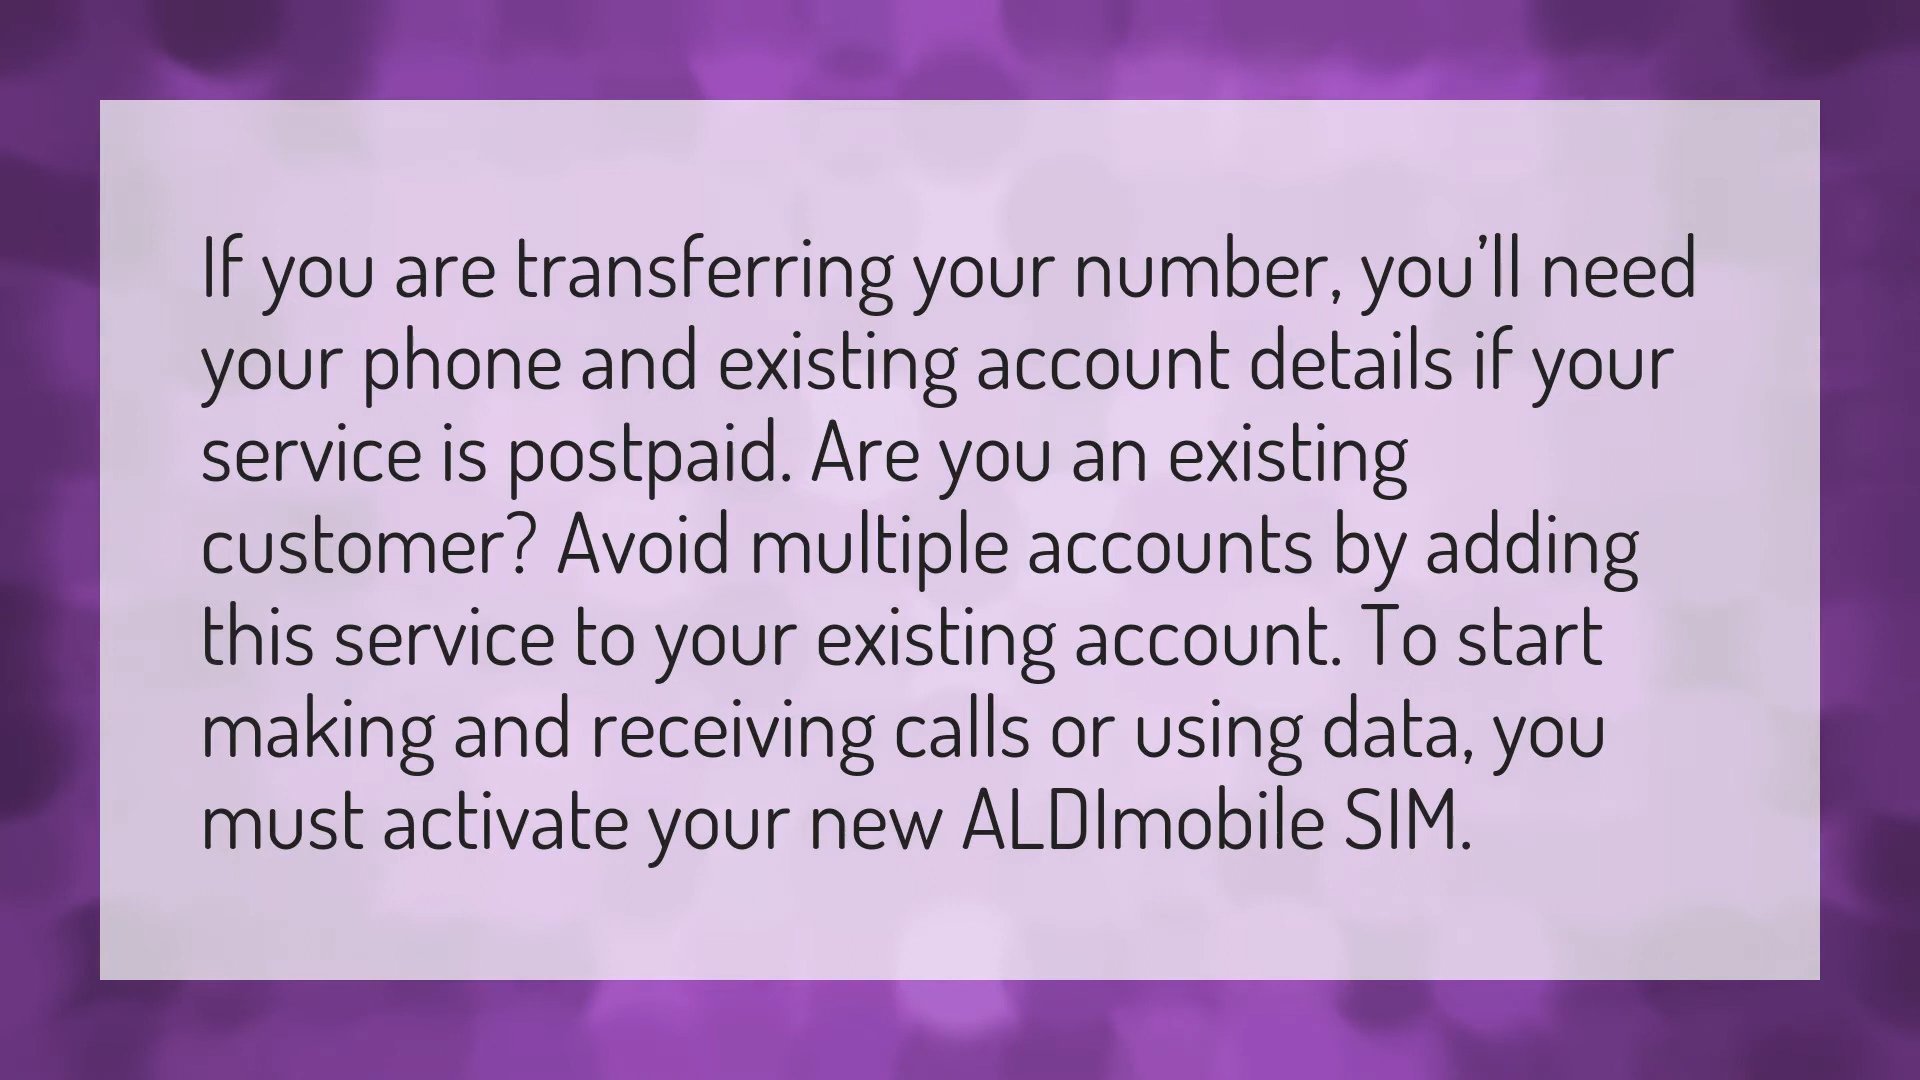 If you are transferring your number, you’ll need
your phone and existing account details if your
service is postpaid. Are you an existing
customer? Avoid multiple accounts by adding
this service to your existing account. To start
making and receiving calls or using data, you
must activate your new ALDImobile SIM.